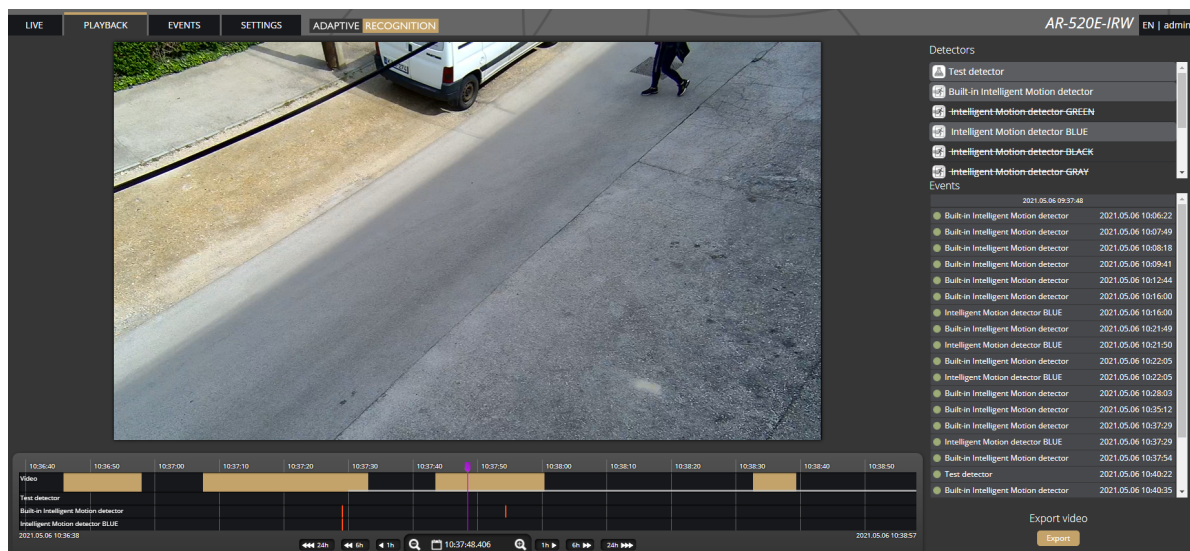 LIVE PLAYBACK EVENTS SETTINGS ADAPTIVE RECOGNITION AR-520E-IRW EN | admin
Detectors
Test detector
Built-in Intelligent Motion detector
Intelligent Motion detector GREEN
Intelligent Motion detector BLUE
Intelligent Motion detector BLACK
Intelligent Motion detector GRAY
Events
2021.05.06 09:37:48
Built-in Intelligent Motion detector 2021.05.06 10:06:22
Built-in Intelligent Motion detector 2021.05.06 10:07:49
Built-in Intelligent Motion detector 2021.05.06 10:08:18
Built-in Intelligent Motion detector 2021.05.06 10:09:41
Built-in Intelligent Motion detector 2021.05.06 10:12:44
Built-in Intelligent Motion detector 2021.05.06 10:16:00
Intelligent Motion detector BLUE 2021.05.06 10:16:00
Built-in Intelligent Motion detector 2021.05.06 10:21:49
Intelligent Motion detector BLUE 2021.05.06 10:21:50
Built-in Intelligent Motion detector 2021.05.06 10:22:05
Intelligent Motion detector BLUE 2021.05.06 10:22:05
Built-in Intelligent Motion detector 2021.05.06 10:28:03
Built-in Intelligent Motion detector 2021.05.06 10:35:12
Built-in Intelligent Motion detector 2021.05.06 10:37:29
Intelligent Motion detector BLUE 2021.05.06 10:37:29
Built-in Intelligent Motion detector 2021.05.06 10:37:54
Test detector 2021.05.06 10:40:22
Built-in Intelligent Motion detector 2021.05.06 10:40:35
Export video
Export
10:36:40 10:36:50 10:37:00 10:37:10 10:37:20 10:37:30 10:37:40 10:37:50 10:38:00 10:38:10 10:38:20 10:38:30 10:38:40 10:38:50
Video
Test detector
Built-in Intelligent Motion detector
Intelligent Motion detector BLUE
2021.05.06 10:36:38 2021.05.06 10:38:57
24h 6h 1h 10:37:48.406 1h 6h 24h